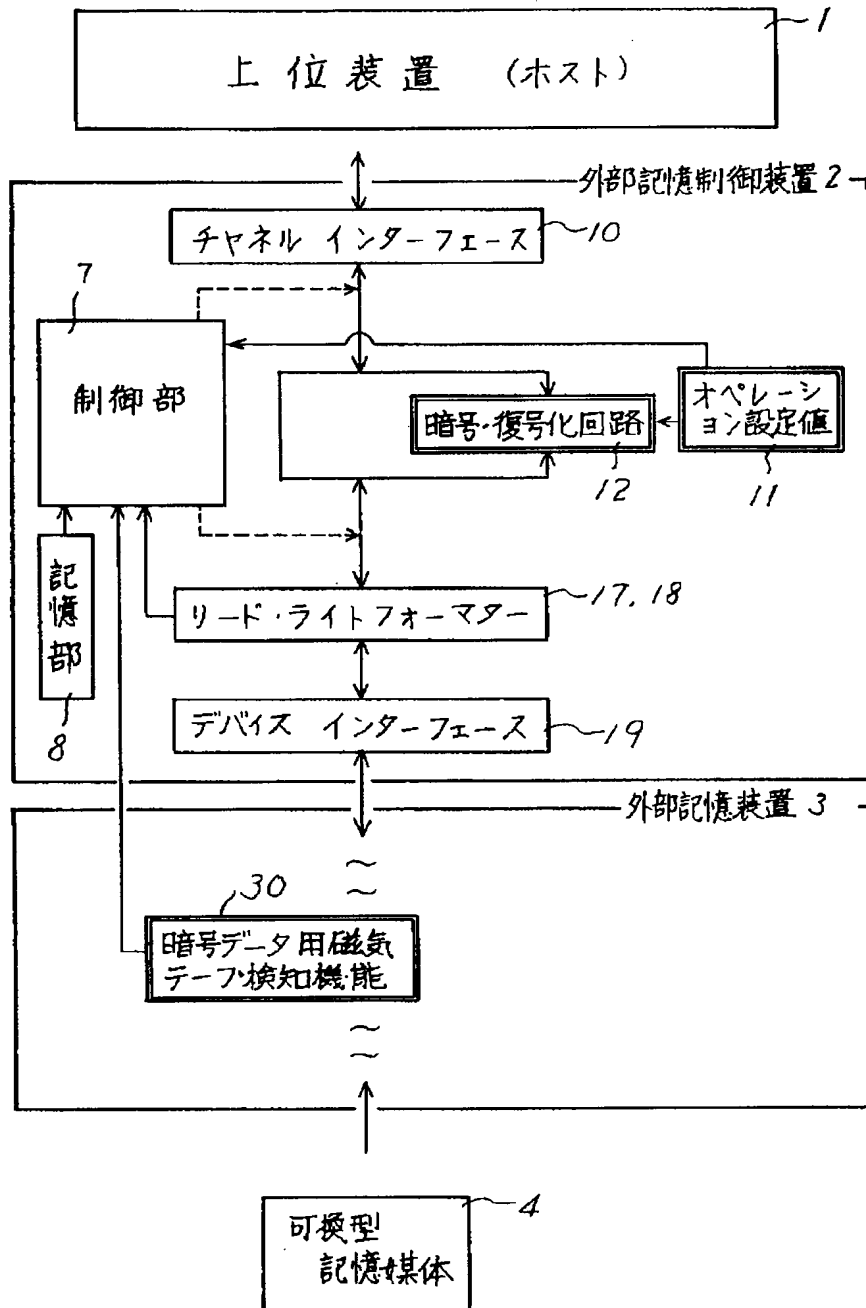 1
上位装置 (ホスト)
外部記憶制御装置 2
チャネル インターフェース
10
7
制御部
暗号・復号化回路
12
オペレーシ
ョン設定値
11
記
憶
部
8
リード・ライトフォーマター
17, 18
デバイス インターフェース
19
外部記憶装置 3
30
暗号データ用磁気
テープ検知機能
4
可換型
記憶媒体